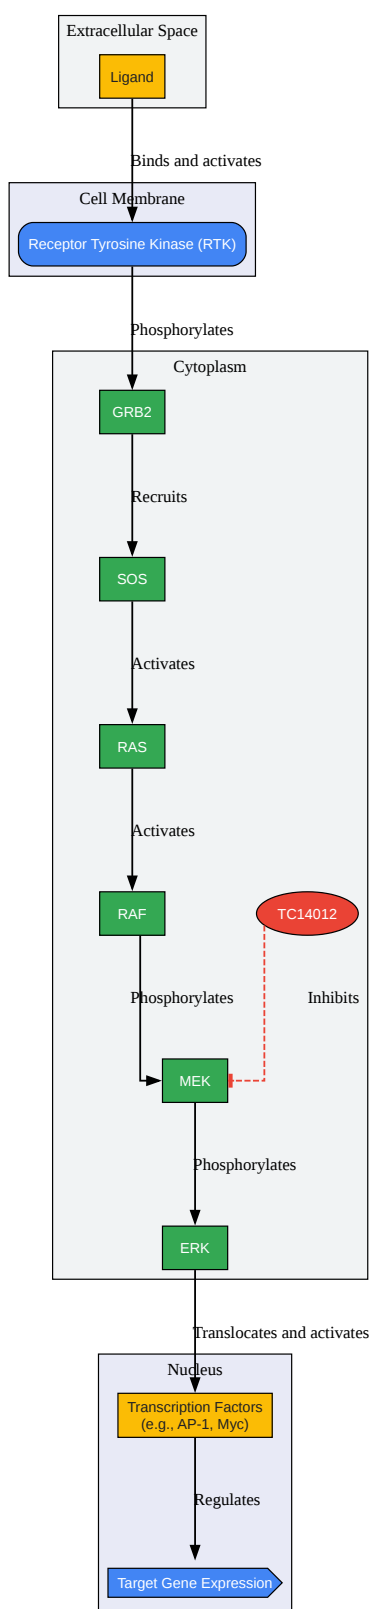 Extracellular Space
Ligand
Binds and activates
Cell Membrane
Receptor Tyrosine Kinase (RTK)
Phosphorylates
Cytoplasm
GRB2
Recruits
SOS
Activates
RAS
Activates
RAF
TC14012
Phosphorylates
Inhibits
MEK
Phosphorylates
ERK
Translocates and activates
Nucleus
Transcription Factors
(e.g., AP-1, Myc)
Regulates
Target Gene Expression